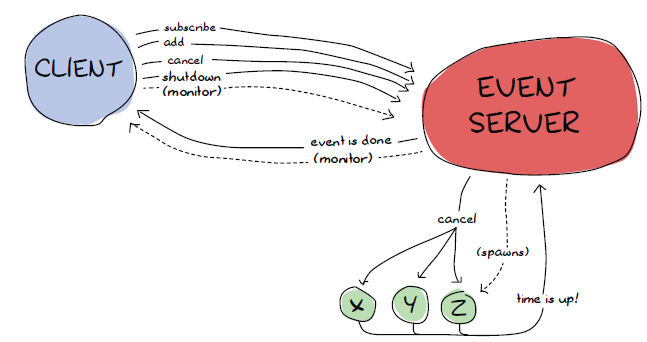 subscribe
add
cancel
shutdown
(monitor)
CLIENT
EVENT
SERVER
event is done
(monitor)
cancel
(spawns)
time is up!
X
Y
Z